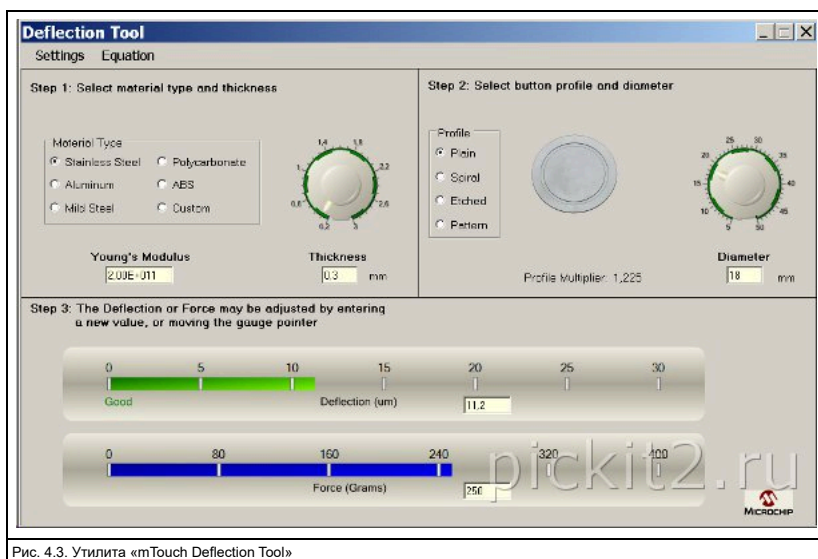 Deflection Tool
Settings Equation
Step 1: Select material type and thickness
Material Type
Stainless Steel Polycarbonate
Aluminum ABS
Mild Steel Custom
1,4 1,8
1 2,2
0,6 2,6
0,2 3
Young's Modulus Thickness
2,00E+011 0,3 mm
Step 2: Select button profile and diameter
Profile
Plain
Spiral
Etched
Pattern
25 30
20 35
15 40
10 45
5 50
Diameter
Profile Multiplier: 1,225 18 mm
Step 3: The Deflection or Force may be adjusted by entering
a new value, or moving the gauge pointer
0 5 10 15 20 25 30
Good Deflection (um) 11,2
0 80 160 240 320 400
Force (Grams) 250
pickit2.ru
MICROCHIP
Рис. 4.3. Утилита «mTouch Deflection Tool»